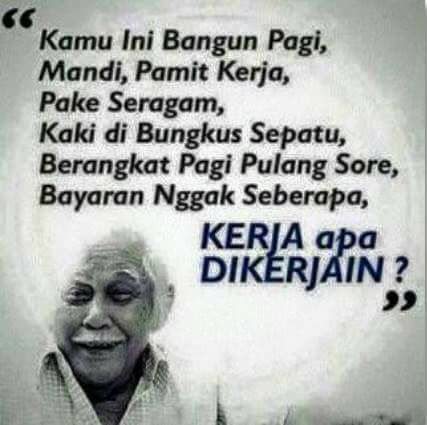 “
Kamu Ini Bangun Pagi,
Mandi, Pamit Kerja,
Pake Seragam,
Kaki di Bungkus Sepatu,
Berangkat Pagi Pulang Sore,
Bayaran Nggak Seberapa,
KERJA apa
DIKERJAIN ?
”